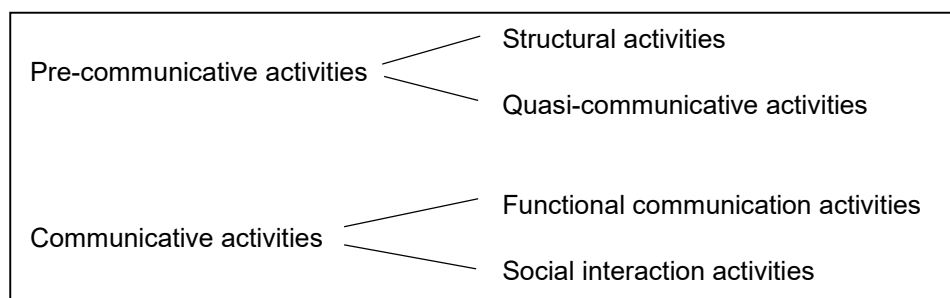 Pre-communicative activities
Structural activities
Quasi-communicative activities
Communicative activities
Functional communication activities
Social interaction activities